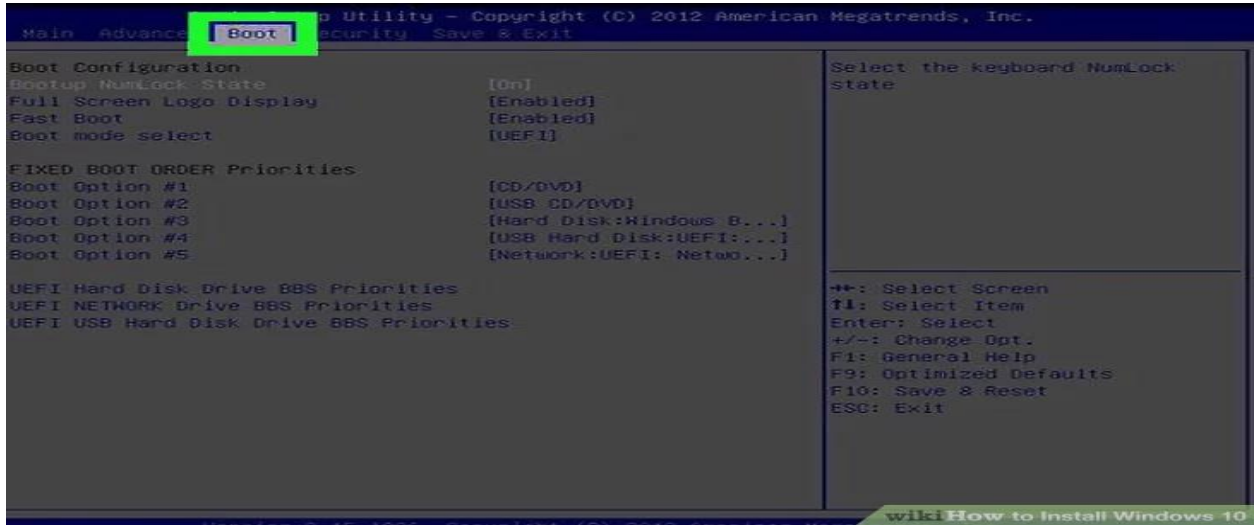 Utility - Copyright (C) 2012 American Megatrends, Inc.
Main Advance Boot ecurity Save & Exit
Boot Configuration
Bootup NumLock State [On]
Full Screen Logo Display [Enabled]
Fast Boot [Enabled]
Boot mode select [UEFI]
FIXED BOOT ORDER Priorities
Boot Option #1 [CD/DVD]
Boot Option #2 [USB CD/DVD]
Boot Option #3 [Hard Disk:Windows B...]
Boot Option #4 [USB Hard Disk:UEFI:...]
Boot Option #5 [Network:UEFI: Netwo...]
UEFI Hard Disk Drive BBS Priorities
UEFI NETWORK Drive BBS Priorities
UEFI USB Hard Disk Drive BBS Priorities
Select the keyboard NumLock
state
→←: Select Screen
↑↓: Select Item
Enter: Select
+/-: Change Opt.
F1: General Help
F9: Optimized Defaults
F10: Save & Reset
ESC: Exit
wikiHow to Install Windows 10